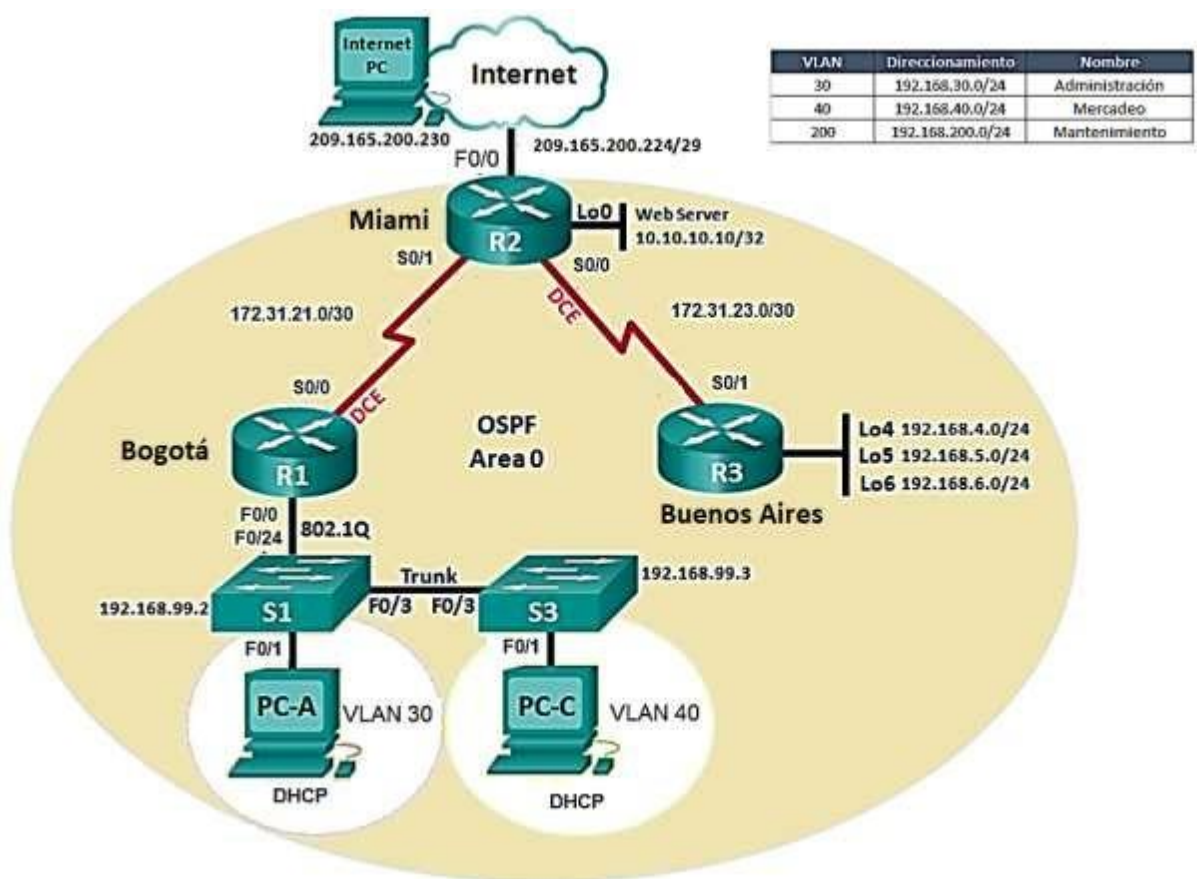 Internet
PC
Internet
209.165.200.230
209.165.200.224/29
F0/0
VLAN Direccionamiento Nombre
30 192.168.30.0/24 Administración
40 192.168.40.0/24 Mercadeo
200 192.168.200.0/24 Mantenimiento
Miami
R2
Lo0
Web Server
10.10.10.10/32
S0/1
S0/0
DCE
172.31.21.0/30
172.31.23.0/30
S0/0
DCE
S0/1
Bogotá
R1
OSPF
Area 0
R3
Buenos Aires
Lo4 192.168.4.0/24
Lo5 192.168.5.0/24
Lo6 192.168.6.0/24
F0/0
F0/24
802.1Q
192.168.99.2
S1
Trunk
F0/3 F0/3
S3
192.168.99.3
F0/1
F0/1
PC-A
VLAN 30
DHCP
PC-C
VLAN 40
DHCP